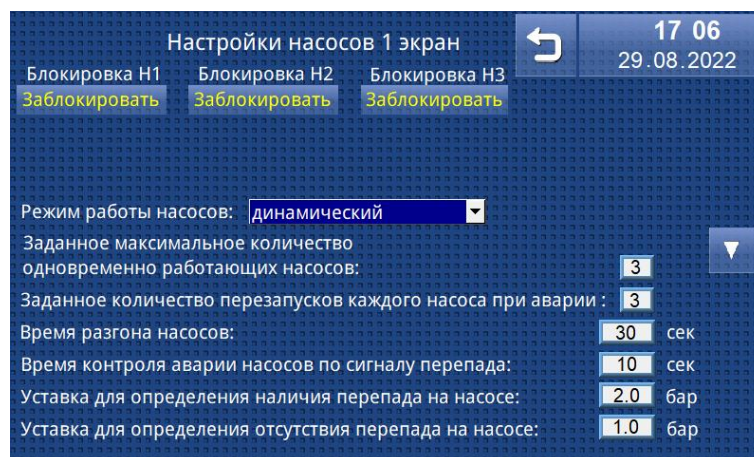 Настройки насосов 1 экран
17 06
29.08.2022
Блокировка Н1 Блокировка Н2 Блокировка Н3
Заблокировать Заблокировать Заблокировать
Режим работы насосов: динамический
Заданное максимальное количество
одновременно работающих насосов: 3
Заданное количество перезапусков каждого насоса при аварии : 3
Время разгона насосов: 30 сек
Время контроля аварии насосов по сигналу перепада: 10 сек
Уставка для определения наличия перепада на насосе: 2.0 бар
Уставка для определения отсутствия перепада на насосе: 1.0 бар